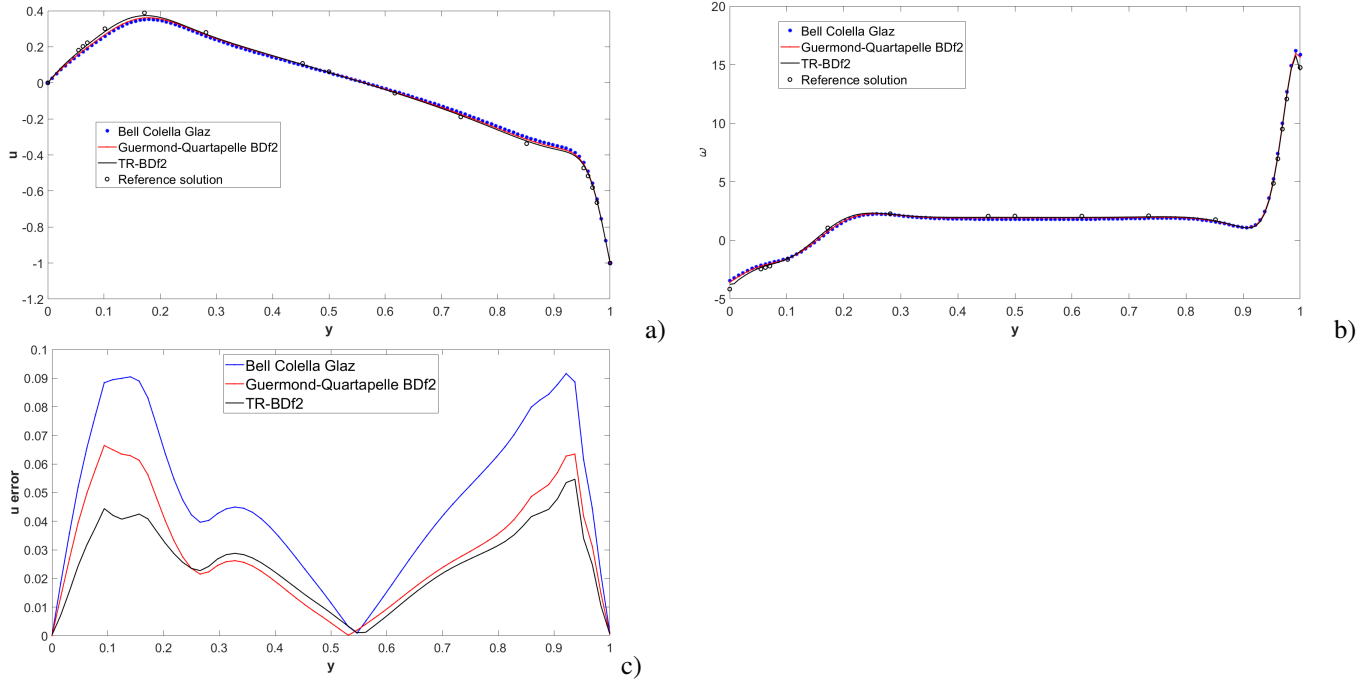 0.4
0.2
0
-0.2
-0.4
-0.6
-0.8
-1
-1.2
u
Bell Colella Glaz
Guermond-Quartapelle BDf2
TR-BDf2
Reference solution
0 0.1 0.2 0.3 0.4 0.5 0.6 0.7 0.8 0.9 1
y
a)
20
15
10
5
0
-5
ω
Bell Colella Glaz
Guermond-Quartapelle BDf2
TR-BDf2
Reference solution
0 0.1 0.2 0.3 0.4 0.5 0.6 0.7 0.8 0.9 1
y
b)
0.1
0.09
0.08
0.07
0.06
0.05
0.04
0.03
0.02
0.01
0
u error
Bell Colella Glaz
Guermond-Quartapelle BDf2
TR-BDf2
0 0.1 0.2 0.3 0.4 0.5 0.6 0.7 0.8 0.9 1
y
c)